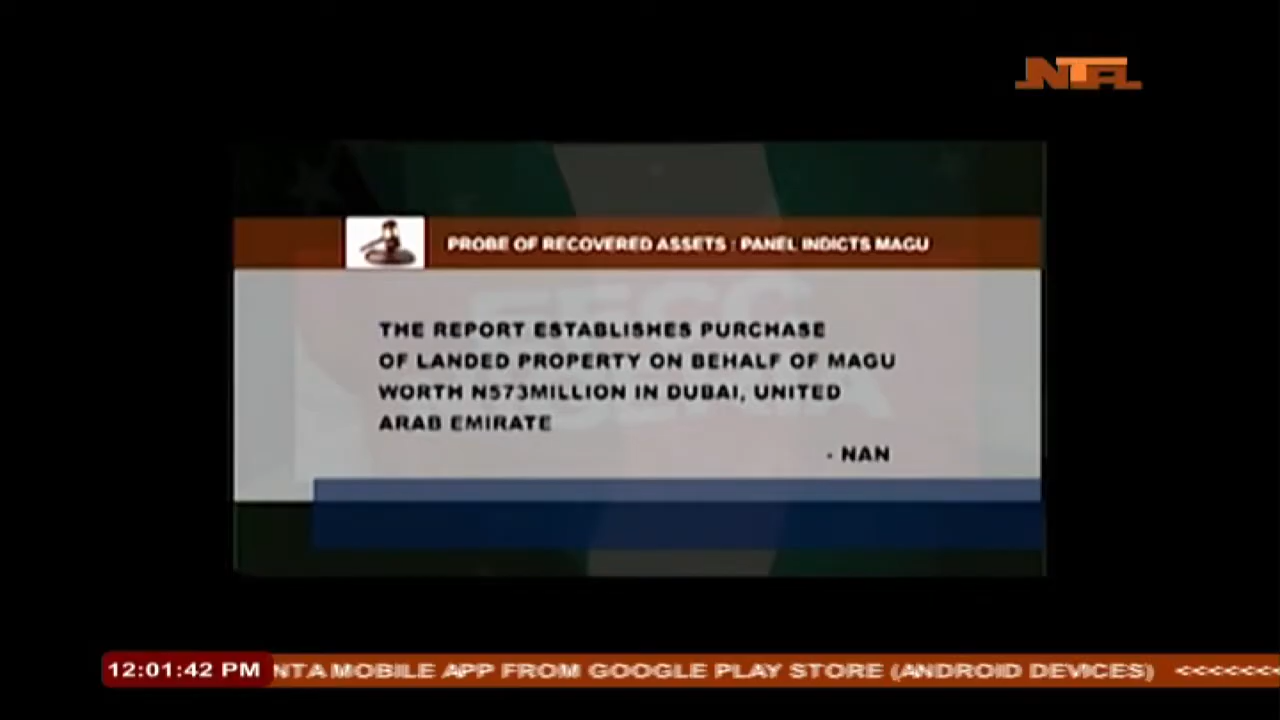 NTA
PROBE OF RECOVERED ASSETS : PANEL INDICTS MAGU
THE REPORT ESTABLISHES PURCHASE
OF LANDED PROPERTY ON BEHALF OF MAGU
WORTH N573MILLION IN DUBAI, UNITED
ARAB EMIRATE
- NAN
12:01:42 PM NTA MOBILE APP FROM GOOGLE PLAY STORE (ANDROID DEVICES) <<<<<<